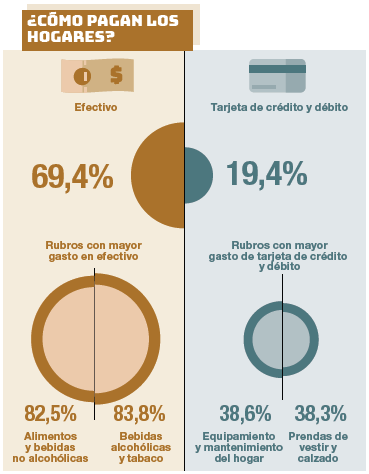 ¿CÓMO PAGAN LOS
HOGARES?
$
Efectivo
69,4%
Rubros con mayor
gasto en efectivo
82,5%
Alimentos
y bebidas
no alcohólicas
83,8%
Bebidas
alcohólicas
y tabaco
Tarjeta de crédito y débito
19,4%
Rubros con mayor
gasto de tarjeta de crédito
y débito
38,6%
Equipamiento
y mantenimiento
del hogar
38,3%
Prendas de
vestir y
calzado